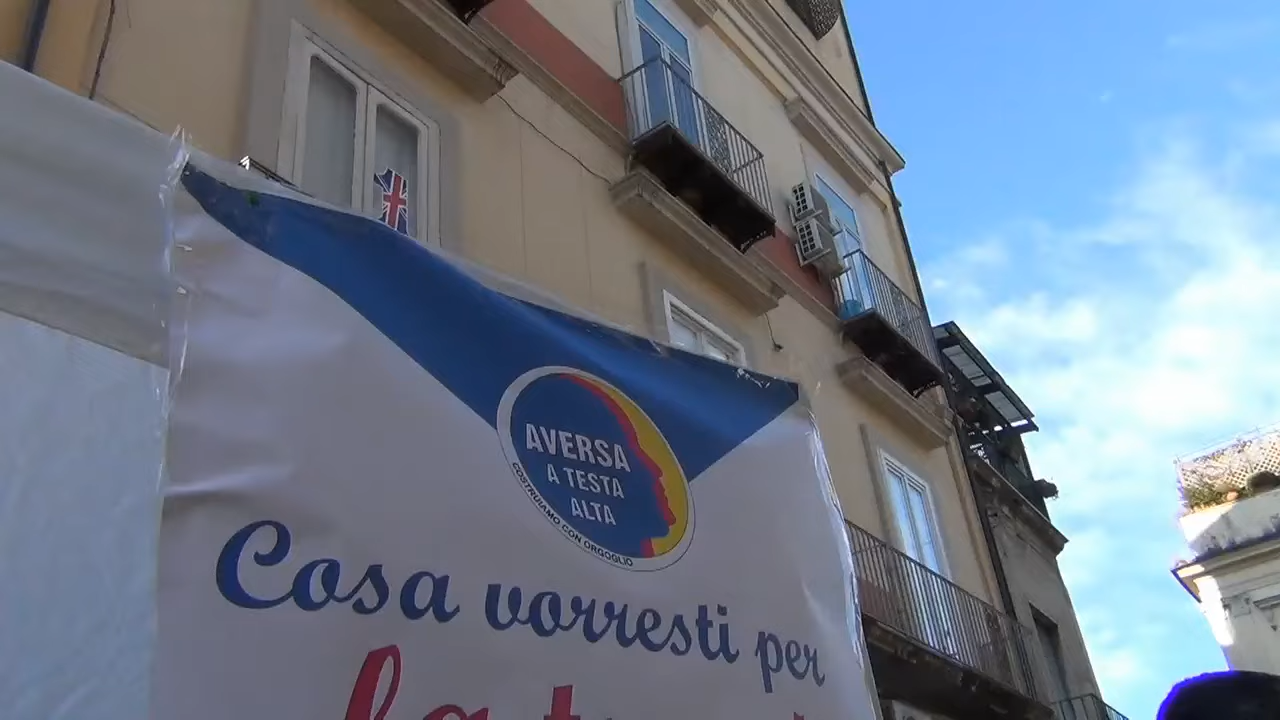 AVERSA
A TESTA
ALTA
COSTRUIAMO CON ORGOGLIO
Cosa vorresti per